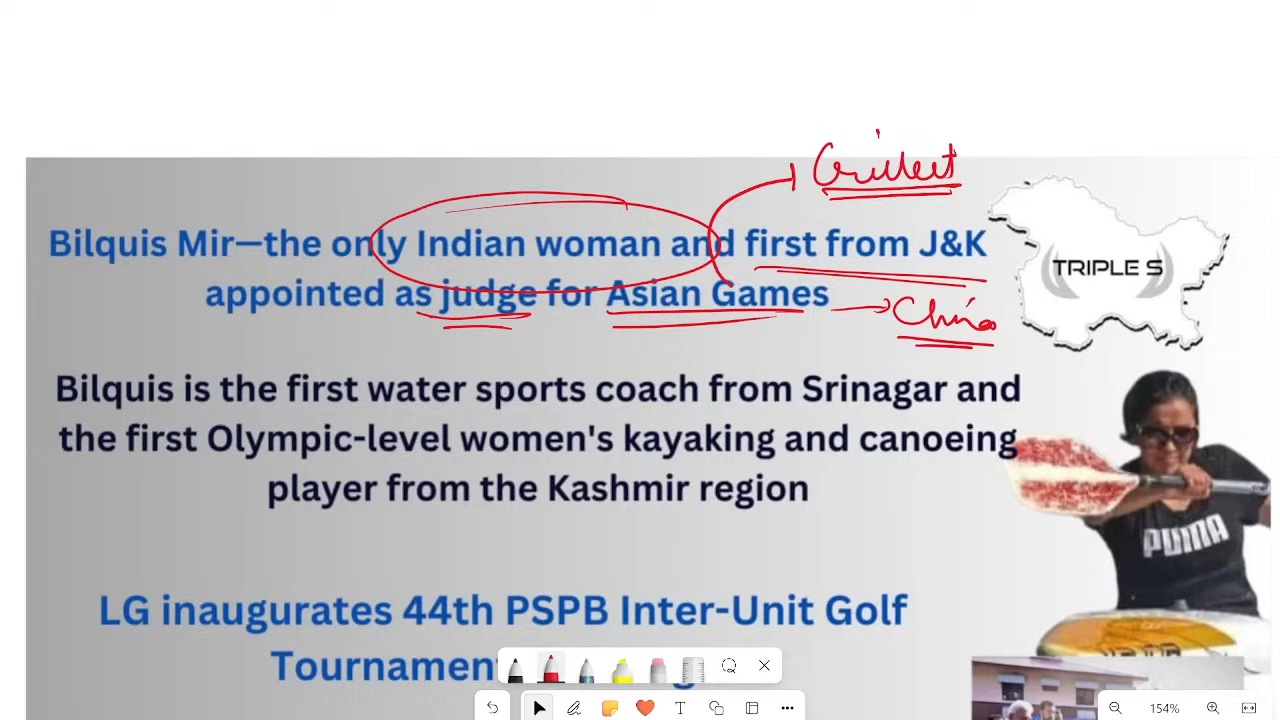 Cricket
Bilquis Mir—the only Indian woman and first from J&K
appointed as judge for Asian Games
China
TRIPLE S
Bilquis is the first water sports coach from Srinagar and
the first Olympic-level women's kayaking and canoeing
player from the Kashmir region
PUMA
LG inaugurates 44th PSPB Inter-Unit Golf
Tournament
154%